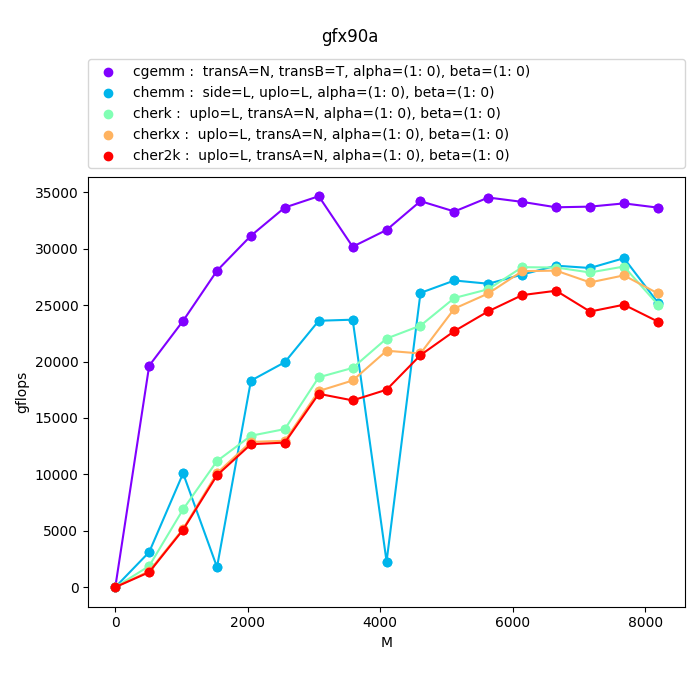 gfx90a
cgemm :  transA=N, transB=T, alpha=(1: 0), beta=(1: 0)
chemm :  side=L, uplo=L, alpha=(1: 0), beta=(1: 0)
cherk :  uplo=L, transA=N, alpha=(1: 0), beta=(1: 0)
cherkx :  uplo=L, transA=N, alpha=(1: 0), beta=(1: 0)
cher2k :  uplo=L, transA=N, alpha=(1: 0), beta=(1: 0)
35000
30000
25000
20000
15000
10000
5000
0
gflops
0 2000 4000 6000 8000
M